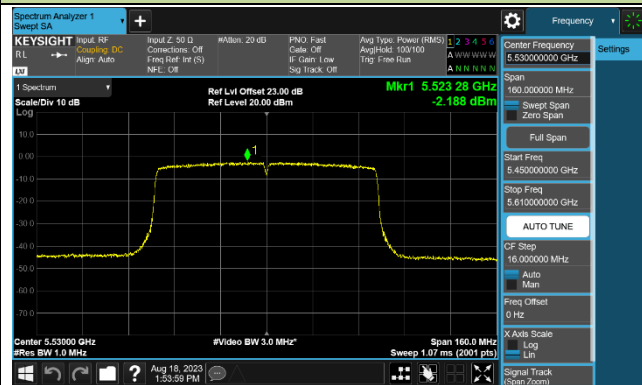 Spectrum Analyzer 1
Swept SA
+
Frequency
KEYSIGHT
RL
LXI
Input: RF
Coupling: DC
Align: Auto
Input Z: 50 Ω
Corrections: Off
Freq Ref: Int (S)
NFE: Off
#Atten: 20 dB
PNO: Fast
Gate: Off
IF Gain: Low
Sig Track: Off
Avg Type: Power (RMS)
Avg|Hold: 100/100
Trig: Free Run
1 2 3 4 5 6
A W W W W W
A N N N N N
Center Frequency
5.530000000 GHz
Settings
Span
160.000000 MHz
Swept Span
Zero Span
Full Span
Start Freq
5.450000000 GHz
Stop Freq
5.610000000 GHz
AUTO TUNE
CF Step
16.000000 MHz
Auto
Man
Freq Offset
0 Hz
X Axis Scale
Log
Lin
Signal Track
(Span Zoom)
1 Spectrum
Scale/Div 10 dB
Log
Ref Lvl Offset 23.00 dB
Ref Level 20.00 dBm
Mkr1 5.523 28 GHz
-2.188 dBm
10.0
0.00
-10.0
-20.0
-30.0
-40.0
-50.0
-60.0
-70.0
1
Center 5.53000 GHz
#Res BW 1.0 MHz
#Video BW 3.0 MHz*
Span 160.0 MHz
Sweep 1.07 ms (2001 pts)
?
Aug 18, 2023
1:53:59 PM